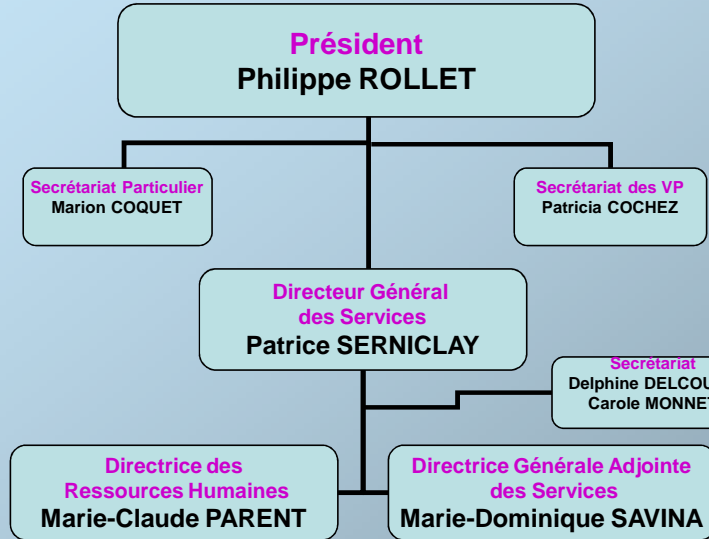 Président
Philippe ROLLET
Secrétariat Particulier
Marion COQUET
Secrétariat des VP
Patricia COCHEZ
Directeur Général
des Services
Patrice SERNICLAY
Secrétariat
Delphine
Carole
Directrice des
Ressources Humaines
Marie-Claude PARENT
Directrice Générale Adjointe
des Services
Marie-Dominique SAVINA